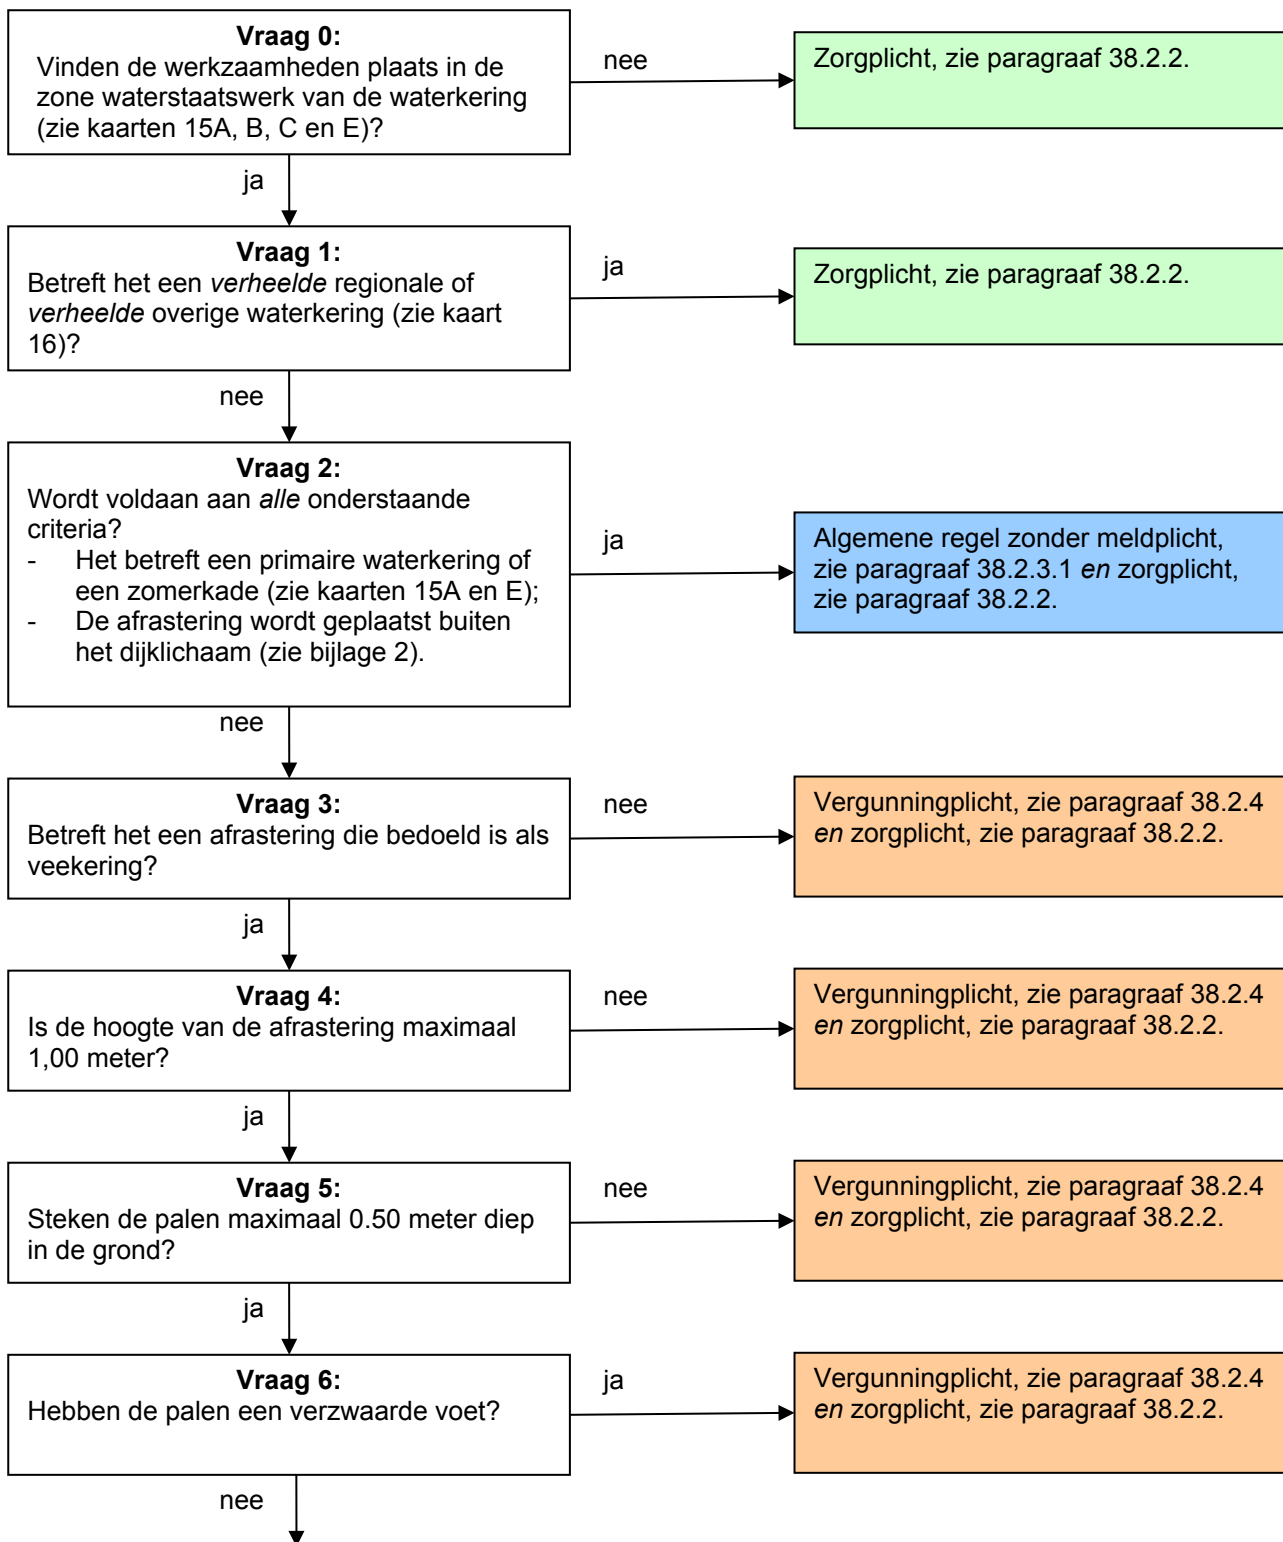 Vraag 0:
Vinden de werkzaamheden plaats in de
zone waterstaatswerk van de waterkering
(zie kaarten 15A, B, C en E)?
nee
Zorgplicht, zie paragraaf 38.2.2.
ja
Vraag 1:
Betreft het een verheelde regionale of
verheelde overige waterkering (zie kaart
16)?
ja
Zorgplicht, zie paragraaf 38.2.2.
nee
Vraag 2:
Wordt voldaan aan alle onderstaande
criteria?
- Het betreft een primaire waterkering of
een zomerkade (zie kaarten 15A en E);
- De afrastering wordt geplaatst buiten
het dijklichaam (zie bijlage 2).
ja
Algemene regel zonder meldplicht,
zie paragraaf 38.2.3.1 en zorgplicht,
zie paragraaf 38.2.2.
nee
Vraag 3:
Betreft het een afrastering die bedoeld is als
veekering?
nee
Vergunningplicht, zie paragraaf 38.2.4
en zorgplicht, zie paragraaf 38.2.2.
ja
Vraag 4:
Is de hoogte van de afrastering maximaal
1,00 meter?
nee
Vergunningplicht, zie paragraaf 38.2.4
en zorgplicht, zie paragraaf 38.2.2.
ja
Vraag 5:
Steken de palen maximaal 0.50 meter diep
in de grond?
nee
Vergunningplicht, zie paragraaf 38.2.4
en zorgplicht, zie paragraaf 38.2.2.
ja
Vraag 6:
Hebben de palen een verzwaarde voet?
ja
Vergunningplicht, zie paragraaf 38.2.4
en zorgplicht, zie paragraaf 38.2.2.
nee